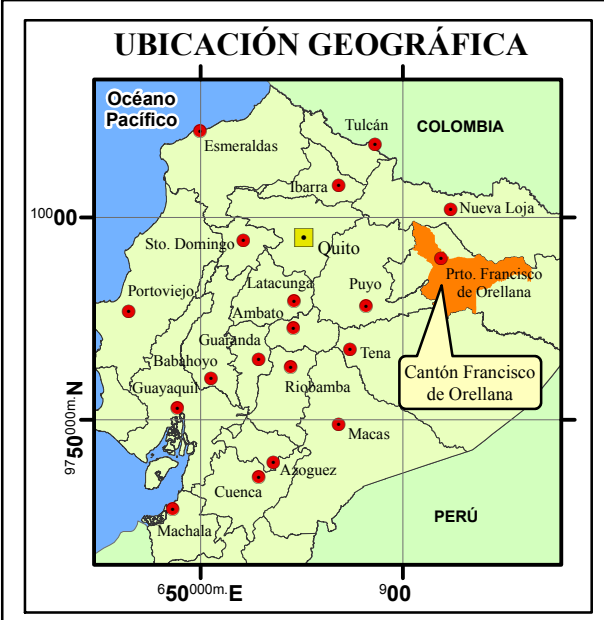 UBICACIÓN GEOGRÁFICA
Océano
Pacífico
Tulcán
COLOMBIA
Esmeraldas
Ibarra
Nueva Loja
10000
Sto. Domingo
Quito
Prto. Francisco
de Orellana
Latacunga
Puyo
Portoviejo
Ambato
Guaranda
Tena
Babahoyo
Riobamba
Cantón Francisco
de Orellana
Guayaquil
Macas
9750000m.N
Azoguez
Cuenca
PERÚ
Machala
650000m.E
900